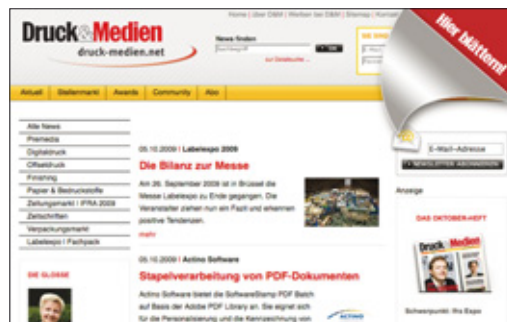 Home | Über D&M | Werben bei D&M | Sitemap | Kontakt
Druck&Medien
druck-medien.net
News finden
Suchbegriff
OK
zur Detailsuche ...
Hier blättern!
Aktuell
Stellenmarkt
Awards
Community
Abo
Alle News
Premedia
Digitaldruck
Offsetdruck
Finishing
Papier & Bedruckstoffe
Zeitungsmarkt | IFRA 2009
Zeitschriften
Verpackungsmarkt
Labelexpo | Fachpack
DIE GLOSSE
05.10.2009 | Labelexpo 2009
Die Bilanz zur Messe
Am 26. September 2009 ist in Brüssel die
Messe Labelexpo zu Ende gegangen. Die
Veranstalter ziehen nun ein Fazit und erkennen
positive Tendenzen.
mehr
05.10.2009 | Actino Software
Stapelverarbeitung von PDF-Dokumenten
Actino Software bietet die SoftwareStamp PDF Batch
auf Basis der Adobe PDF Library an. Sie eignet sich
für die Personalisierung und die Kennzeichnung von
ACTINO
E-Mail-Adresse
NEWSLETTER ABONNIEREN
Anzeige
DAS OKTOBER-HEFT
Druck&Medien
Schwerpunkt: Ifra Expo